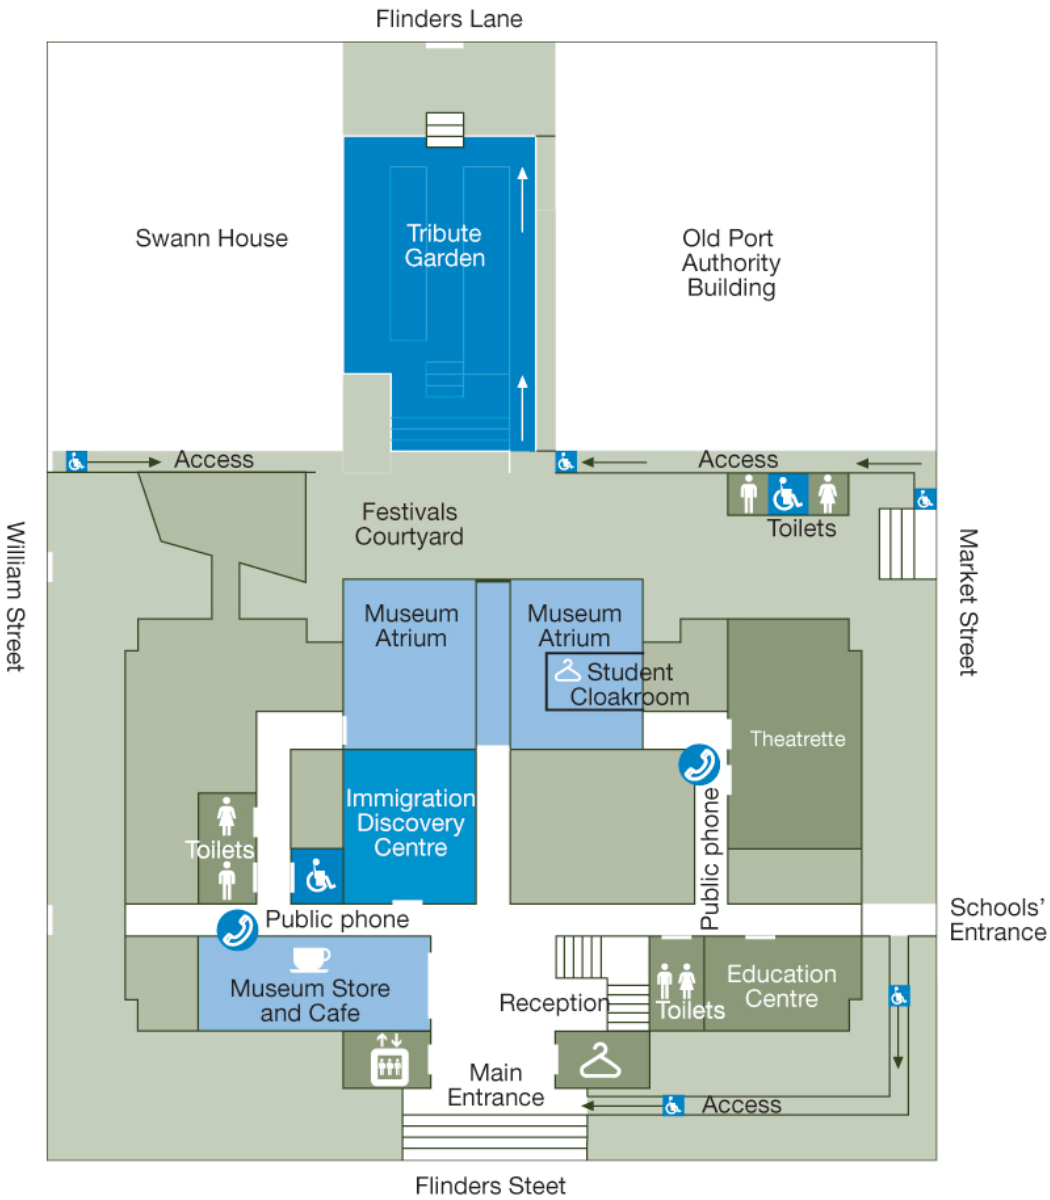 Flinders Lane
Swann House
Tribute
Garden
Old Port
Authority
Building
Access
Access
Festivals
Courtyard
Toilets
William Street
Market Street
Museum
Atrium
Museum
Atrium
Student
Cloakroom
Theatrette
Immigration
Discovery
Centre
Toilets
Public phone
Public phone
Schools'
Entrance
Museum Store
and Cafe
Reception
Toilets
Education
Centre
Main
Entrance
Access
Flinders Steet